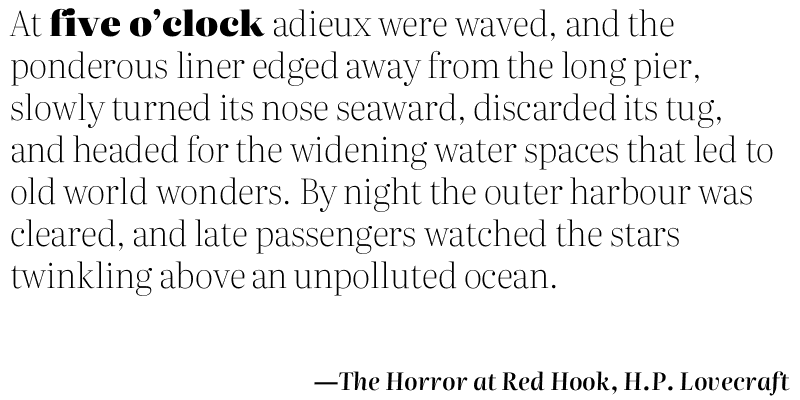 At five o’clock adieux were waved, and the
ponderous liner edged away from the long pier,
slowly turned its nose seaward, discarded its tug,
and headed for the widening water spaces that led to
old world wonders. By night the outer harbour was
cleared, and late passengers watched the stars
twinkling above an unpolluted ocean.
—The Horror at Red Hook, H.P. Lovecraft